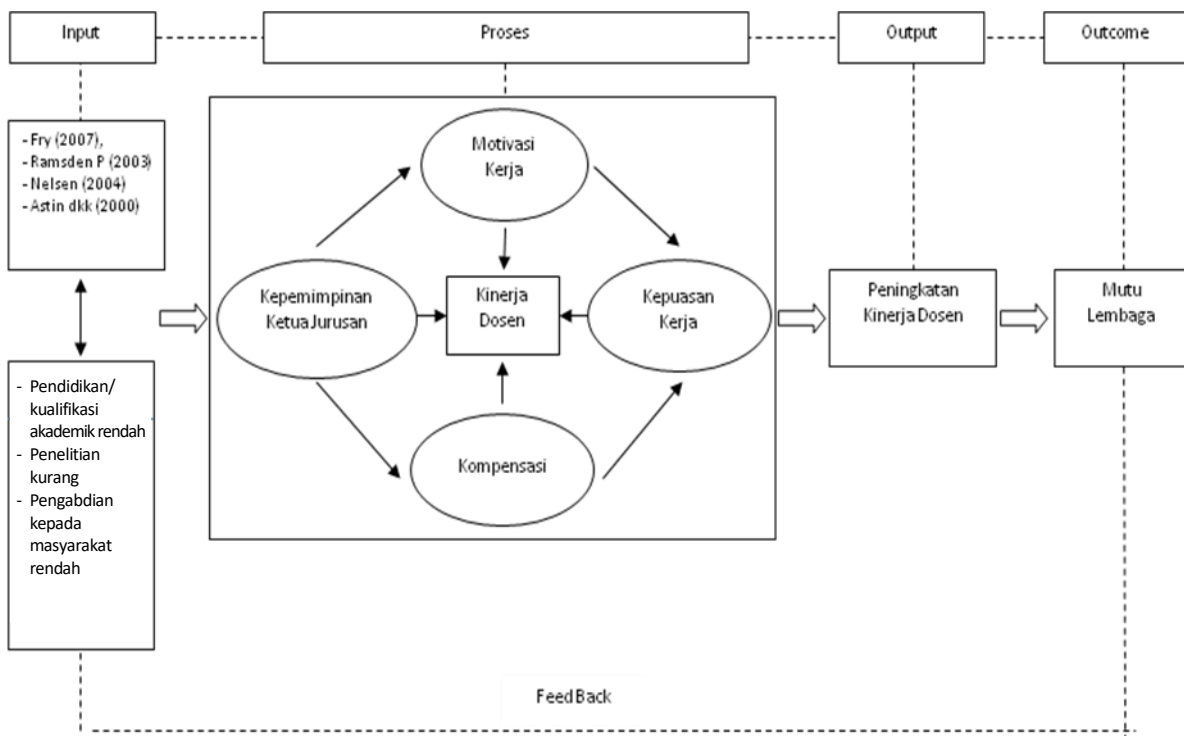 Input
Proses
Output
Outcome
- Fry (2007),
- Ramsden P (2003)
- Nelsen (2004)
- Astin dkk (2000)
Motivasi
Kerja
Kepemimpinan
Ketua Jurusan
Kinerja
Dosen
Kepuasan
Kerja
Kompensasi
Peningkatan
Kinerja Dosen
Mutu
Lembaga
- Pendidikan/
kualifikasi
akademik rendah
- Penelitian
kurang
- Pengabdian
kepada
masyarakat
rendah
FeedBack